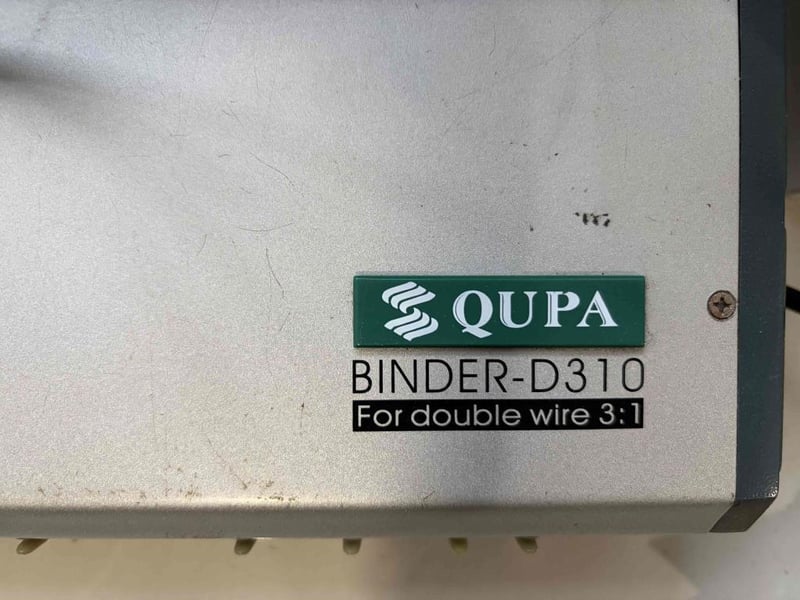 QUPA
BINDER-D310
For double wire 3:1